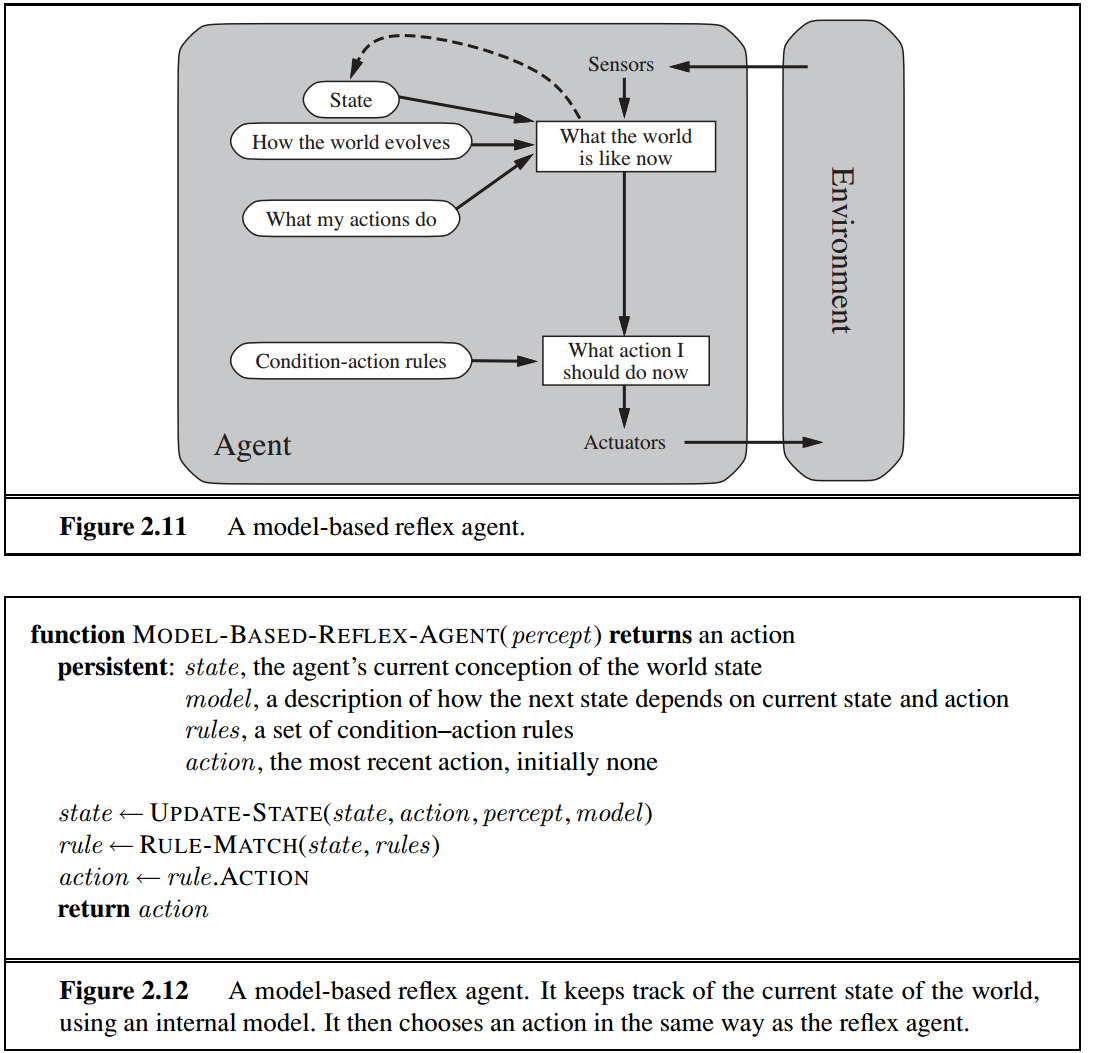 Sensors
State
What the world
is like now
How the world evolves
What my actions do
Environment
Condition-action rules
What action I
should do now
Agent
Actuators
Figure 2.11 A model-based reflex agent.
function MODEL-BASED-REFLEX-AGENT(percept) returns an action
persistent: state, the agent’s current conception of the world state
model, a description of how the next state depends on current state and action
rules, a set of condition–action rules
action, the most recent action, initially none
state ← UPDATE-STATE(state, action, percept, model)
rule ← RULE-MATCH(state, rules)
action ← rule.ACTION
return action
Figure 2.12 A model-based reflex agent. It keeps track of the current state of the world,
using an internal model. It then chooses an action in the same way as the reflex agent.